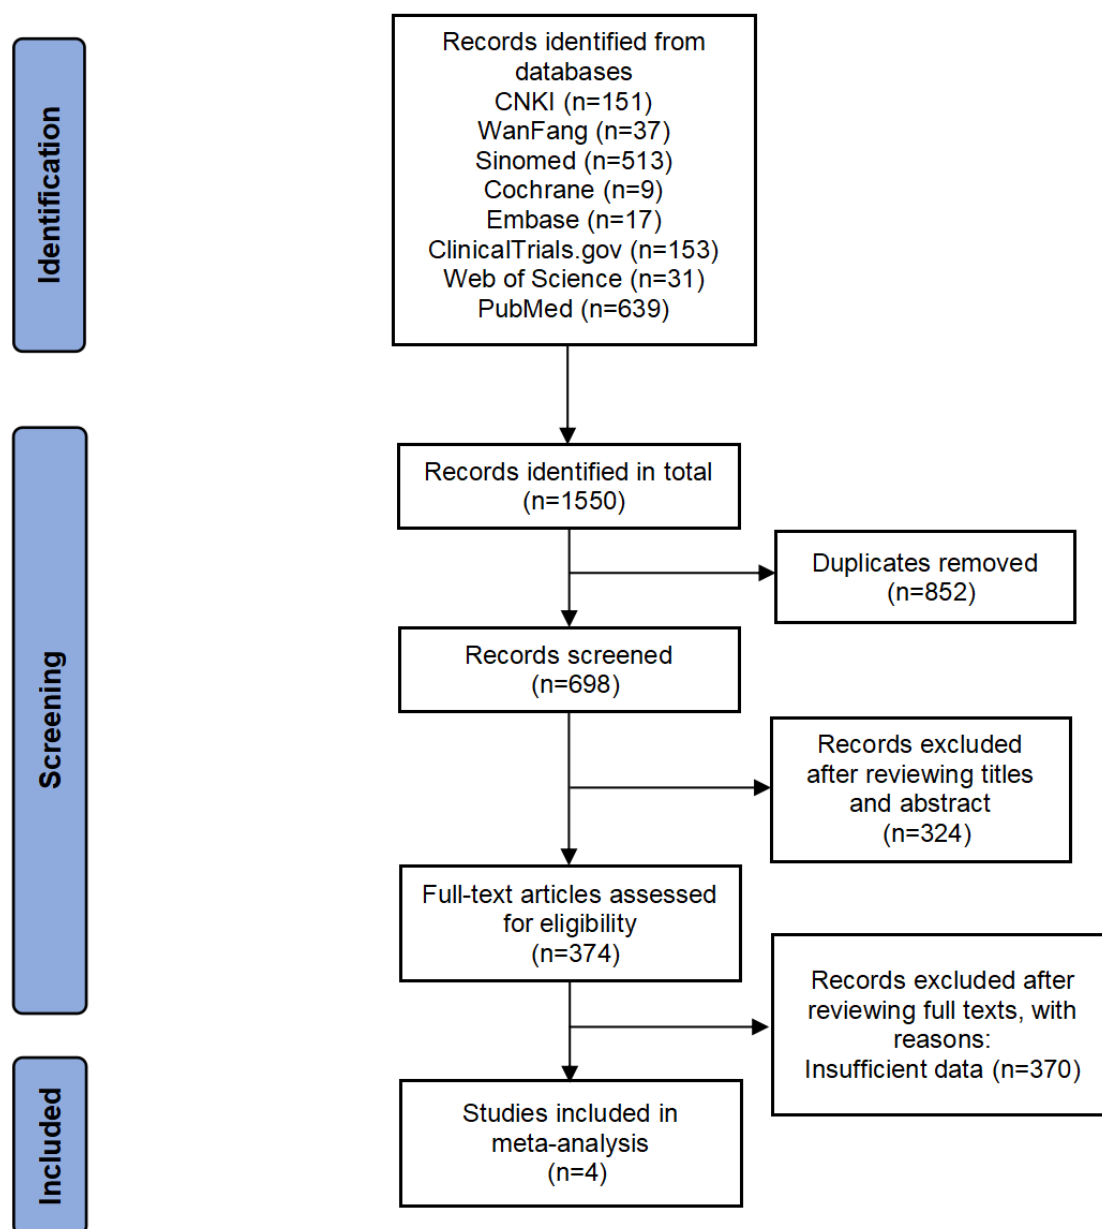 Identification
Records identified from
databases
CNKI (n=151)
WanFang (n=37)
Sinomed (n=513)
Cochrane (n=9)
Embase (n=17)
ClinicalTrials.gov (n=153)
Web of Science (n=31)
PubMed (n=639)
Screening
Records identified in total
(n=1550)
Duplicates removed
(n=852)
Records screened
(n=698)
Records excluded
after reviewing titles
and abstract
(n=324)
Full-text articles assessed
for eligibility
(n=374)
Records excluded after
reviewing full texts, with
reasons:
Insufficient data (n=370)
Included
Studies included in
meta-analysis
(n=4)